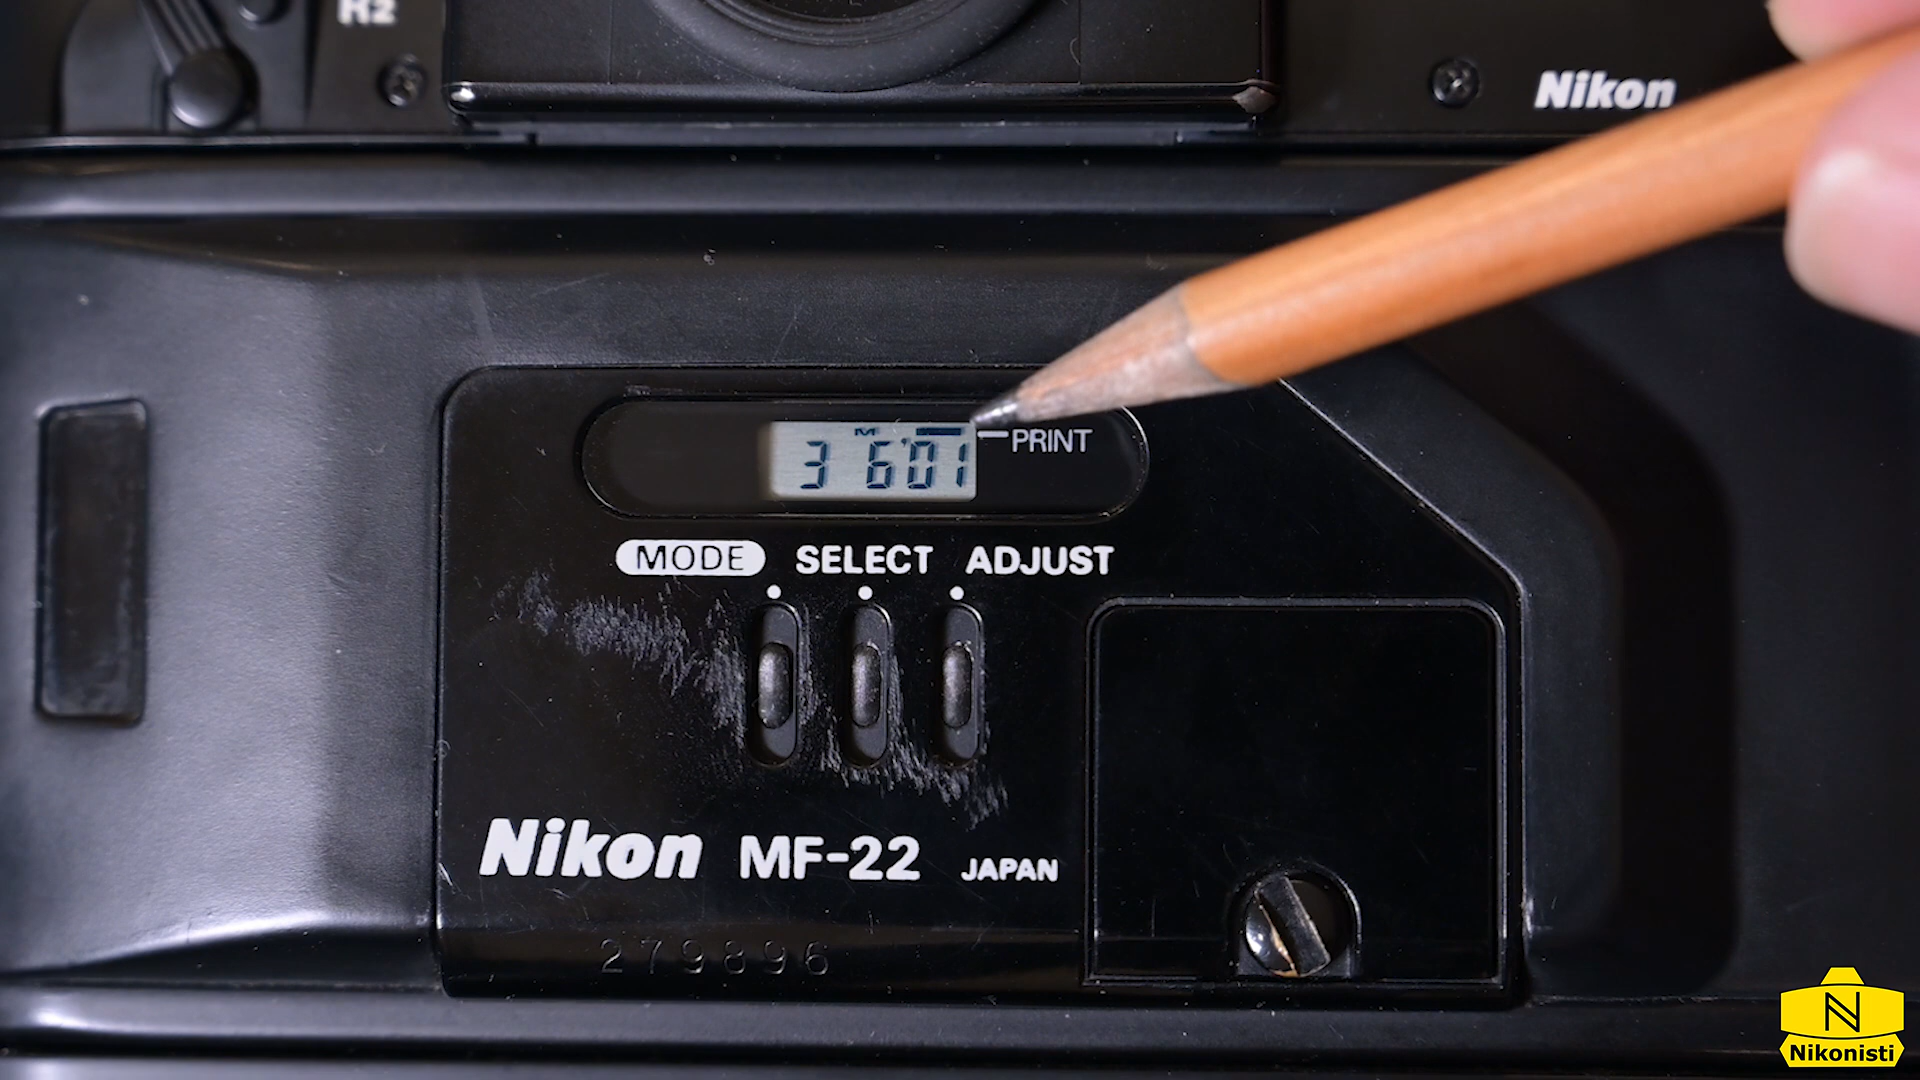 R2
Nikon
M
3 6'01
PRINT
MODE SELECT ADJUST
Nikon MF-22 JAPAN
279896
N
Nikonisti